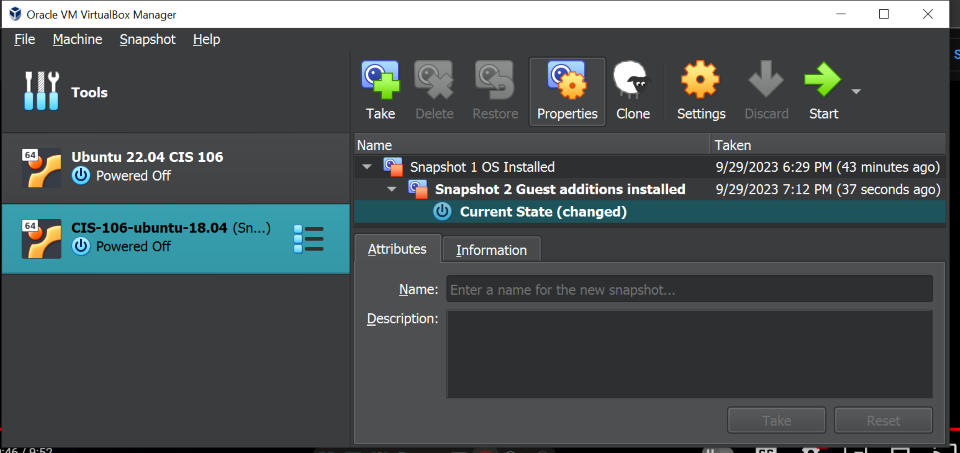 Oracle VM VirtualBox Manager
File Machine Snapshot Help
Tools
64
Ubuntu 22.04 CIS 106
Powered Off
64
CIS-106-ubuntu-18.04 (Sn...)
Powered Off
Take Delete Restore Properties Clone Settings Discard Start
Name Taken
Snapshot 1 OS Installed 9/29/2023 6:29 PM (43 minutes ago)
Snapshot 2 Guest additions installed 9/29/2023 7:12 PM (37 seconds ago)
Current State (changed)
Attributes Information
Name: Enter a name for the new snapshot...
Description:
Take Reset